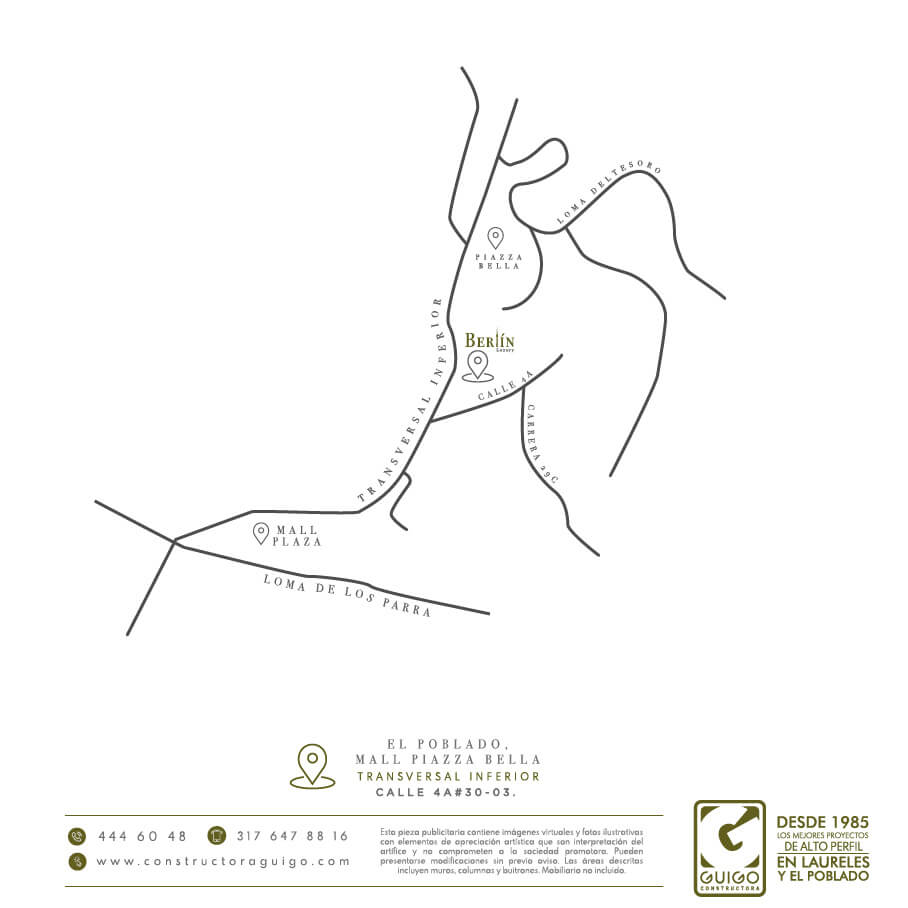 LOMA DEL TESORO
PIAZZA
BELLA
TRANSVERSAL INFERIOR
BERLÍN
Luxury
CALLE 4A
CARRERA 29C
MALL
PLAZA
LOMA DE LOS PARRA
EL POBLADO,
MALL PIAZZA BELLA
TRANSVERSAL INFERIOR
CALLE 4A#30-03.
444 60 48
317 647 88 16
www.constructoraguigo.com
Esta pieza publicitaria contiene imágenes virtuales y fotos ilustrativas
con elementos de apreciación artística que son interpretación del
artífice y no comprometen a la sociedad promotora. Pueden
presentarse modificaciones sin previo aviso. Las áreas descritas
incluyen muros, columnas y buitrones. Mobiliario no incluido.
GUIGO
CONSTRUCTORA
DESDE 1985
LOS MEJORES PROYECTOS
DE ALTO PERFIL
EN LAURELES
Y EL POBLADO